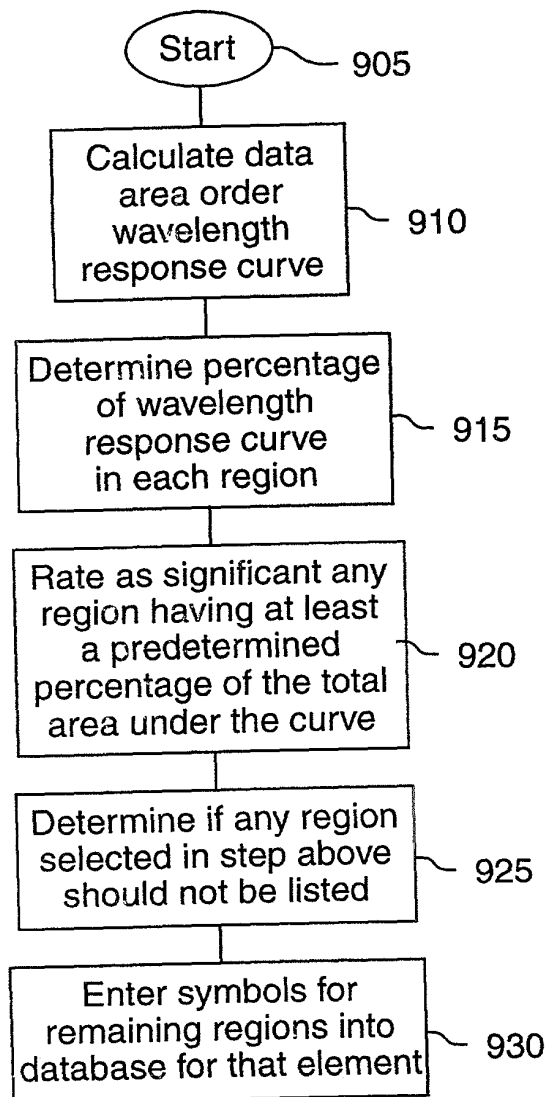 Start
905
Calculate data
area order
wavelength
response curve
910
Determine percentage
of wavelength
response curve
in each region
915
Rate as significant any
region having at least
a predetermined
percentage of the total
area under the curve
920
Determine if any region
selected in step above
should not be listed
925
Enter symbols for
remaining regions into
database for that element
930